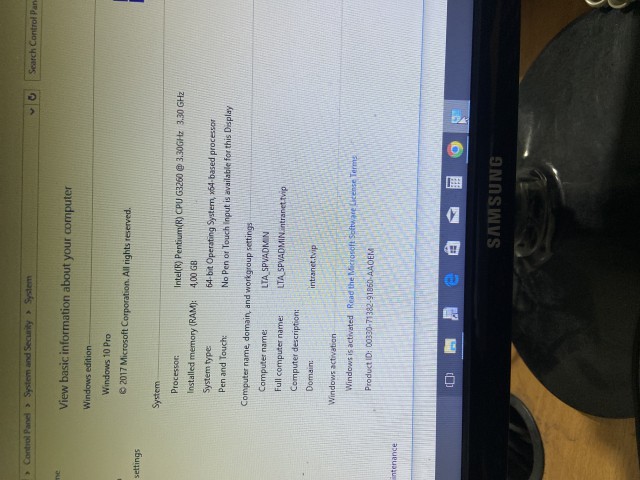 Control Panel > System and Security > System
Search Control Pan
View basic information about your computer
Windows edition
Windows 10 Pro
© 2017 Microsoft Corporation. All rights reserved.
System
Processor: Intel(R) Pentium(R) CPU G3260 @ 3.30GHz 3.30 GHz
Installed memory (RAM): 4,00 GB
System type: 64-bit Operating System, x64-based processor
Pen and Touch: No Pen or Touch Input is available for this Display
Computer name, domain, and workgroup settings
Computer name: LTA_SPVADMIN
Full computer name: LTA_SPVADMIN.intranet.tvip
Computer description:
Domain: intranet.tvip
Windows activation
Windows is activated Read the Microsoft Software License Terms
Product ID: 00330-71382-91860-AAOEM
settings
intenance
SAMSUNG